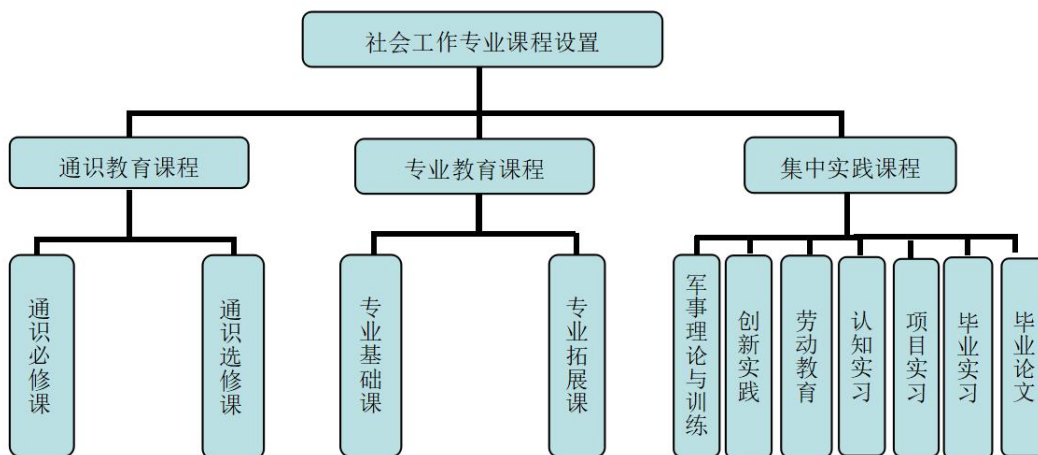 社会工作专业课程设置
通识教育课程
专业教育课程
集中实践课程
通识必修课
通识选修课
专业基础课
专业拓展课
军事理论与训练
创新实践
劳动教育
认知实习
项目实习
毕业实习
毕业论文